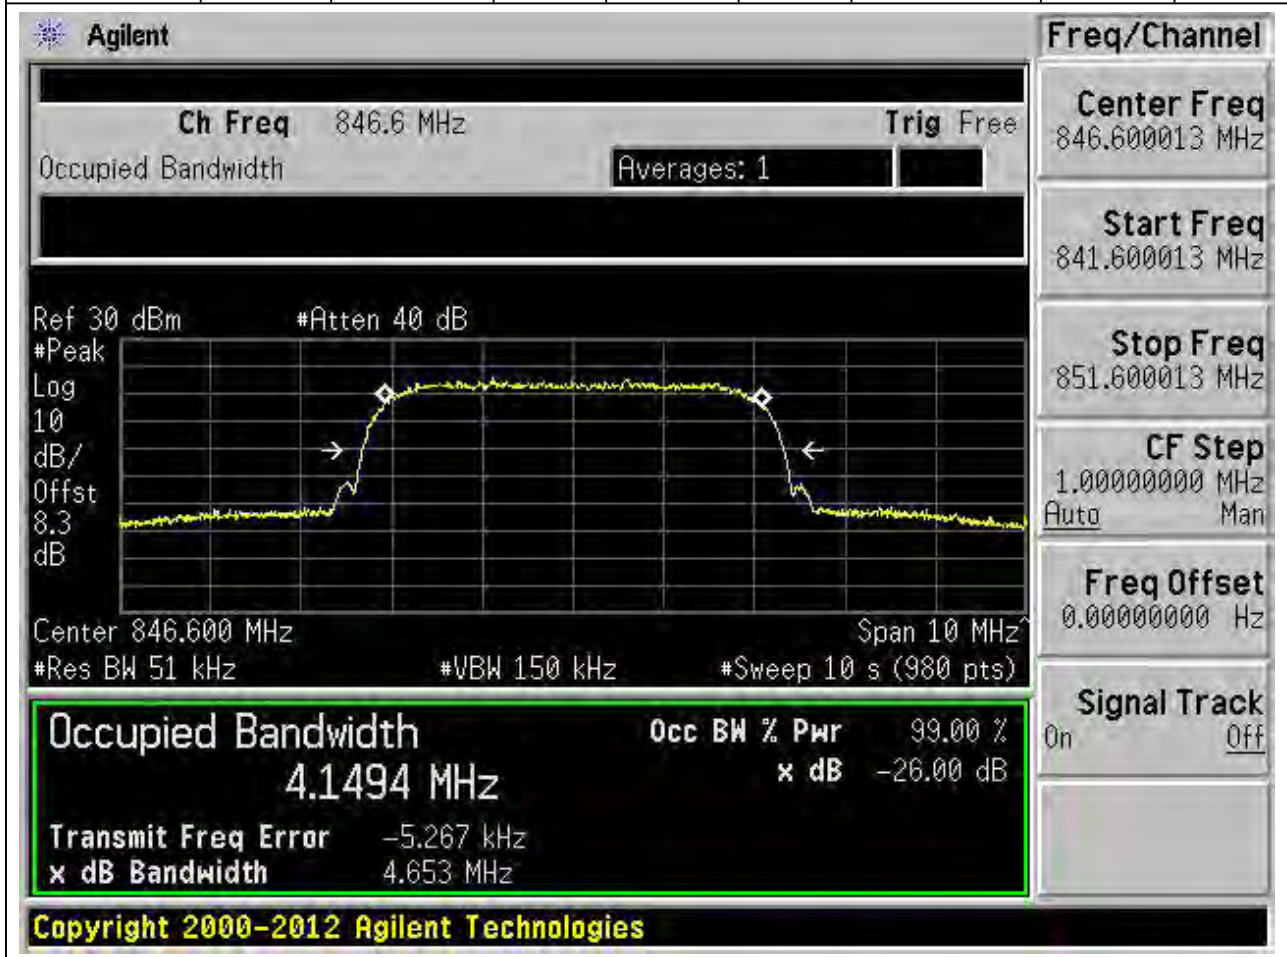 Agilent
Freq/Channel
Ch Freq 846.6 MHz Trig Free
Occupied Bandwidth Averages: 1
Center Freq
846.600013 MHz
Start Freq
841.600013 MHz
Stop Freq
851.600013 MHz
CF Step
1.00000000 MHz
Auto Man
Freq Offset
0.00000000 Hz
Signal Track
On Off
Ref 30 dBm #Atten 40 dB
#Peak
Log
10
dB/
Offst
8.3
dB
Center 846.600 MHz Span 10 MHz^
#Res BW 51 kHz #VBW 150 kHz #Sweep 10 s (980 pts)
Occupied Bandwidth Occ BW % Pwr 99.00 %
4.1494 MHz x dB -26.00 dB
Transmit Freq Error -5.267 kHz
x dB Bandwidth 4.653 MHz
Copyright 2000-2012 Agilent Technologies